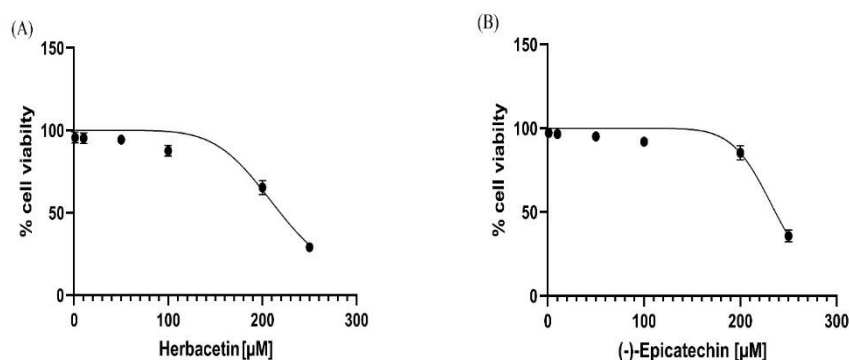 (A)
150
100
50
0
% cell viabilty
0 100 200 300
Herbacetin [µM]
(B)
150
100
50
0
% cell viabilty
0 100 200 300
(-)-Epicatechin [µM]